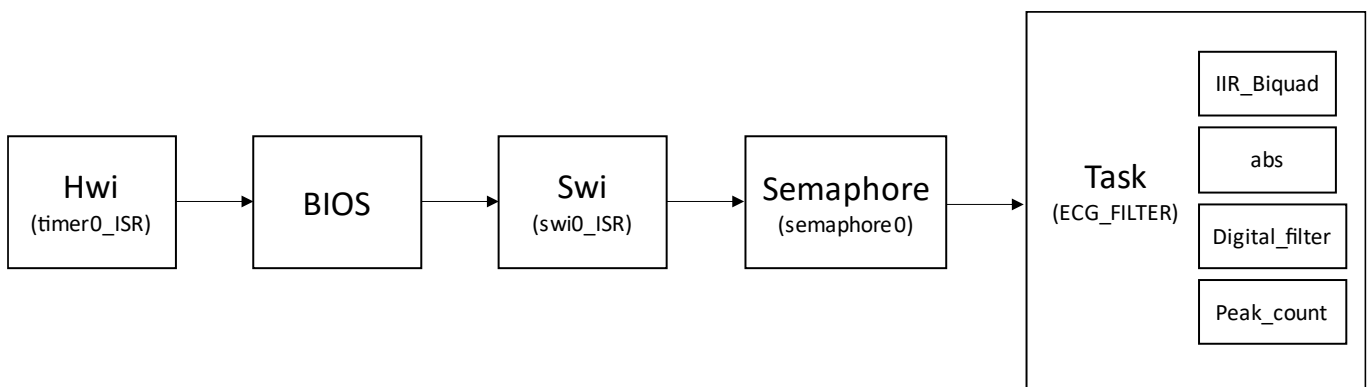 Hwi
(timer0_ISR)
BIOS
Swi
(swi0_ISR)
Semaphore
(semaphore0)
Task
(ECG_FILTER)
IIR_Biquad
abs
Digital_filter
Peak_count